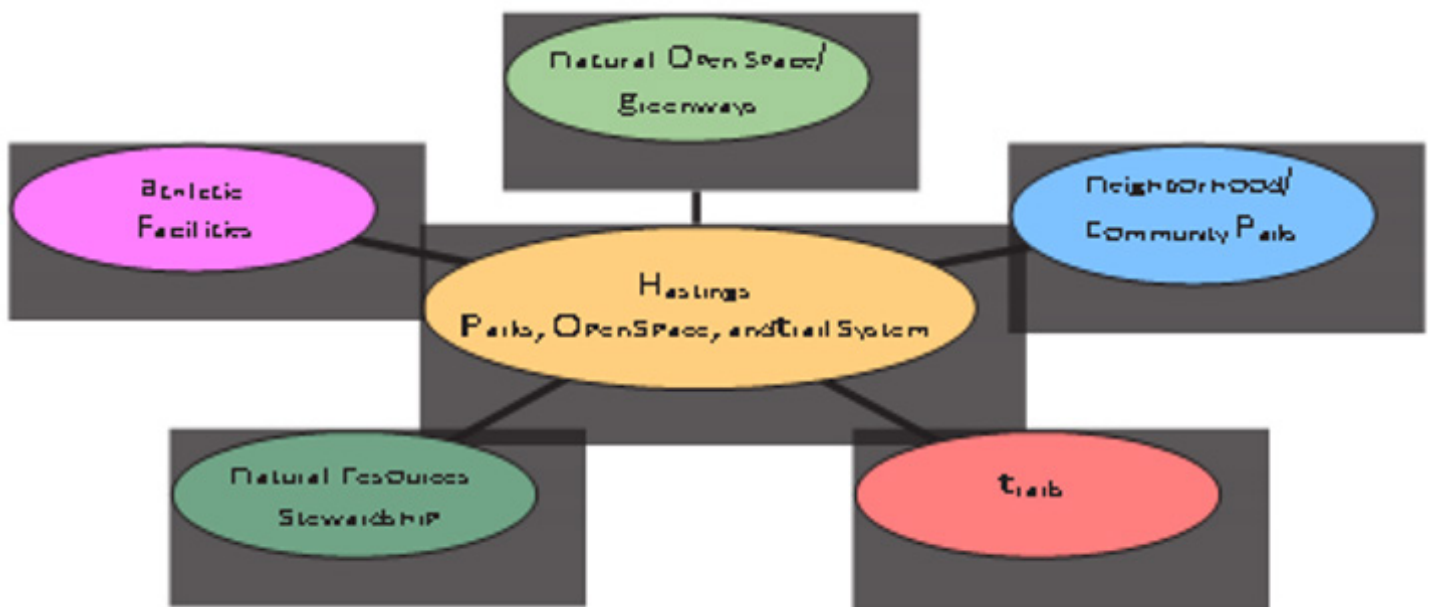 Natural Open Space/
Greenways
Athletic
Facilities
Neighborhood/
Community Parks
Hastings
Parks, Open Space, and Trail System
Natural Resources
Stewardship
Trails